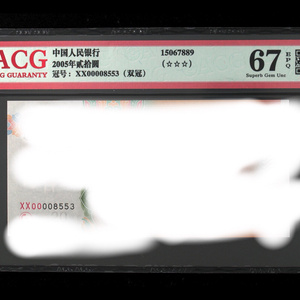 ACG
NG GUARANTY
中国人民银行
2005年贰拾圆
冠号：XX00008553（双冠）
15067889
(☆☆☆)
67
EPQ
Superb Gem Unc
XX00008553